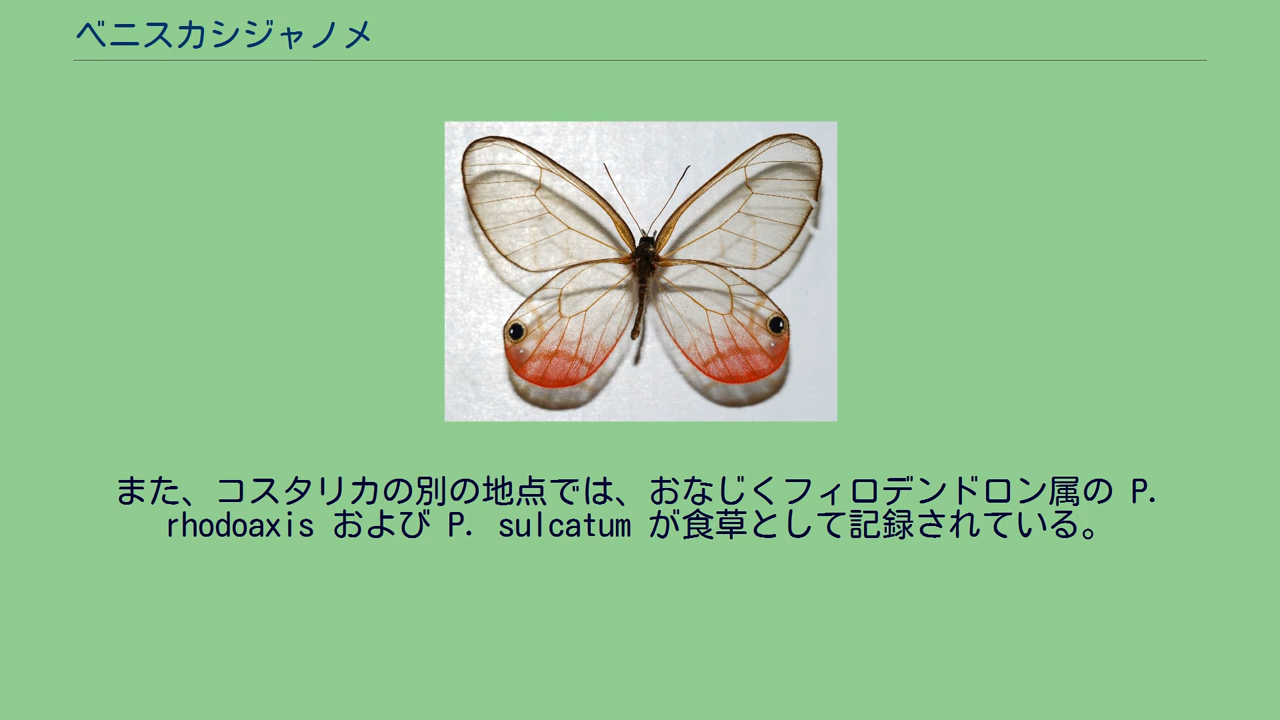 ベニスカシジャノメ
また、コスタリカの別の地点では、おなじくフィロデンドロン属の P.
rhodoaxis および P. sulcatum が食草として記録されている。